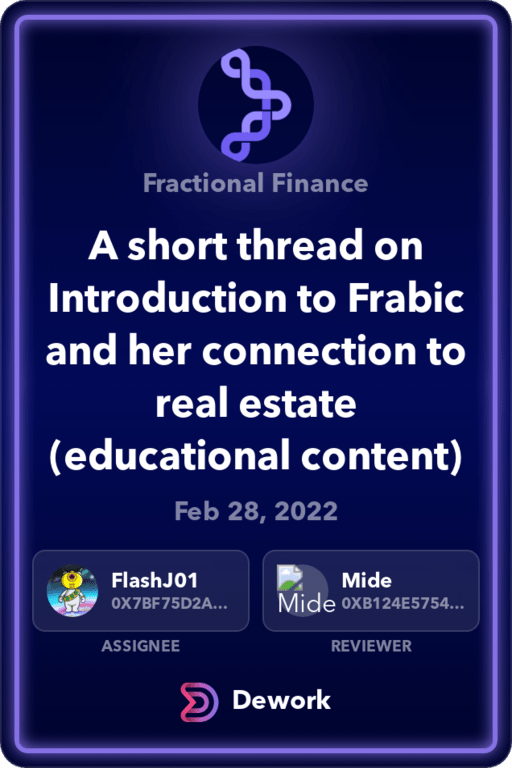 Fractional Finance
A short thread on
Introduction to Frabic
and her connection to
real estate
(educational content)
Feb 28, 2022
FlashJ01
0X7BF75D2A...
Mide
Mide
0XB124E5754...
ASSIGNEE
REVIEWER
Dework